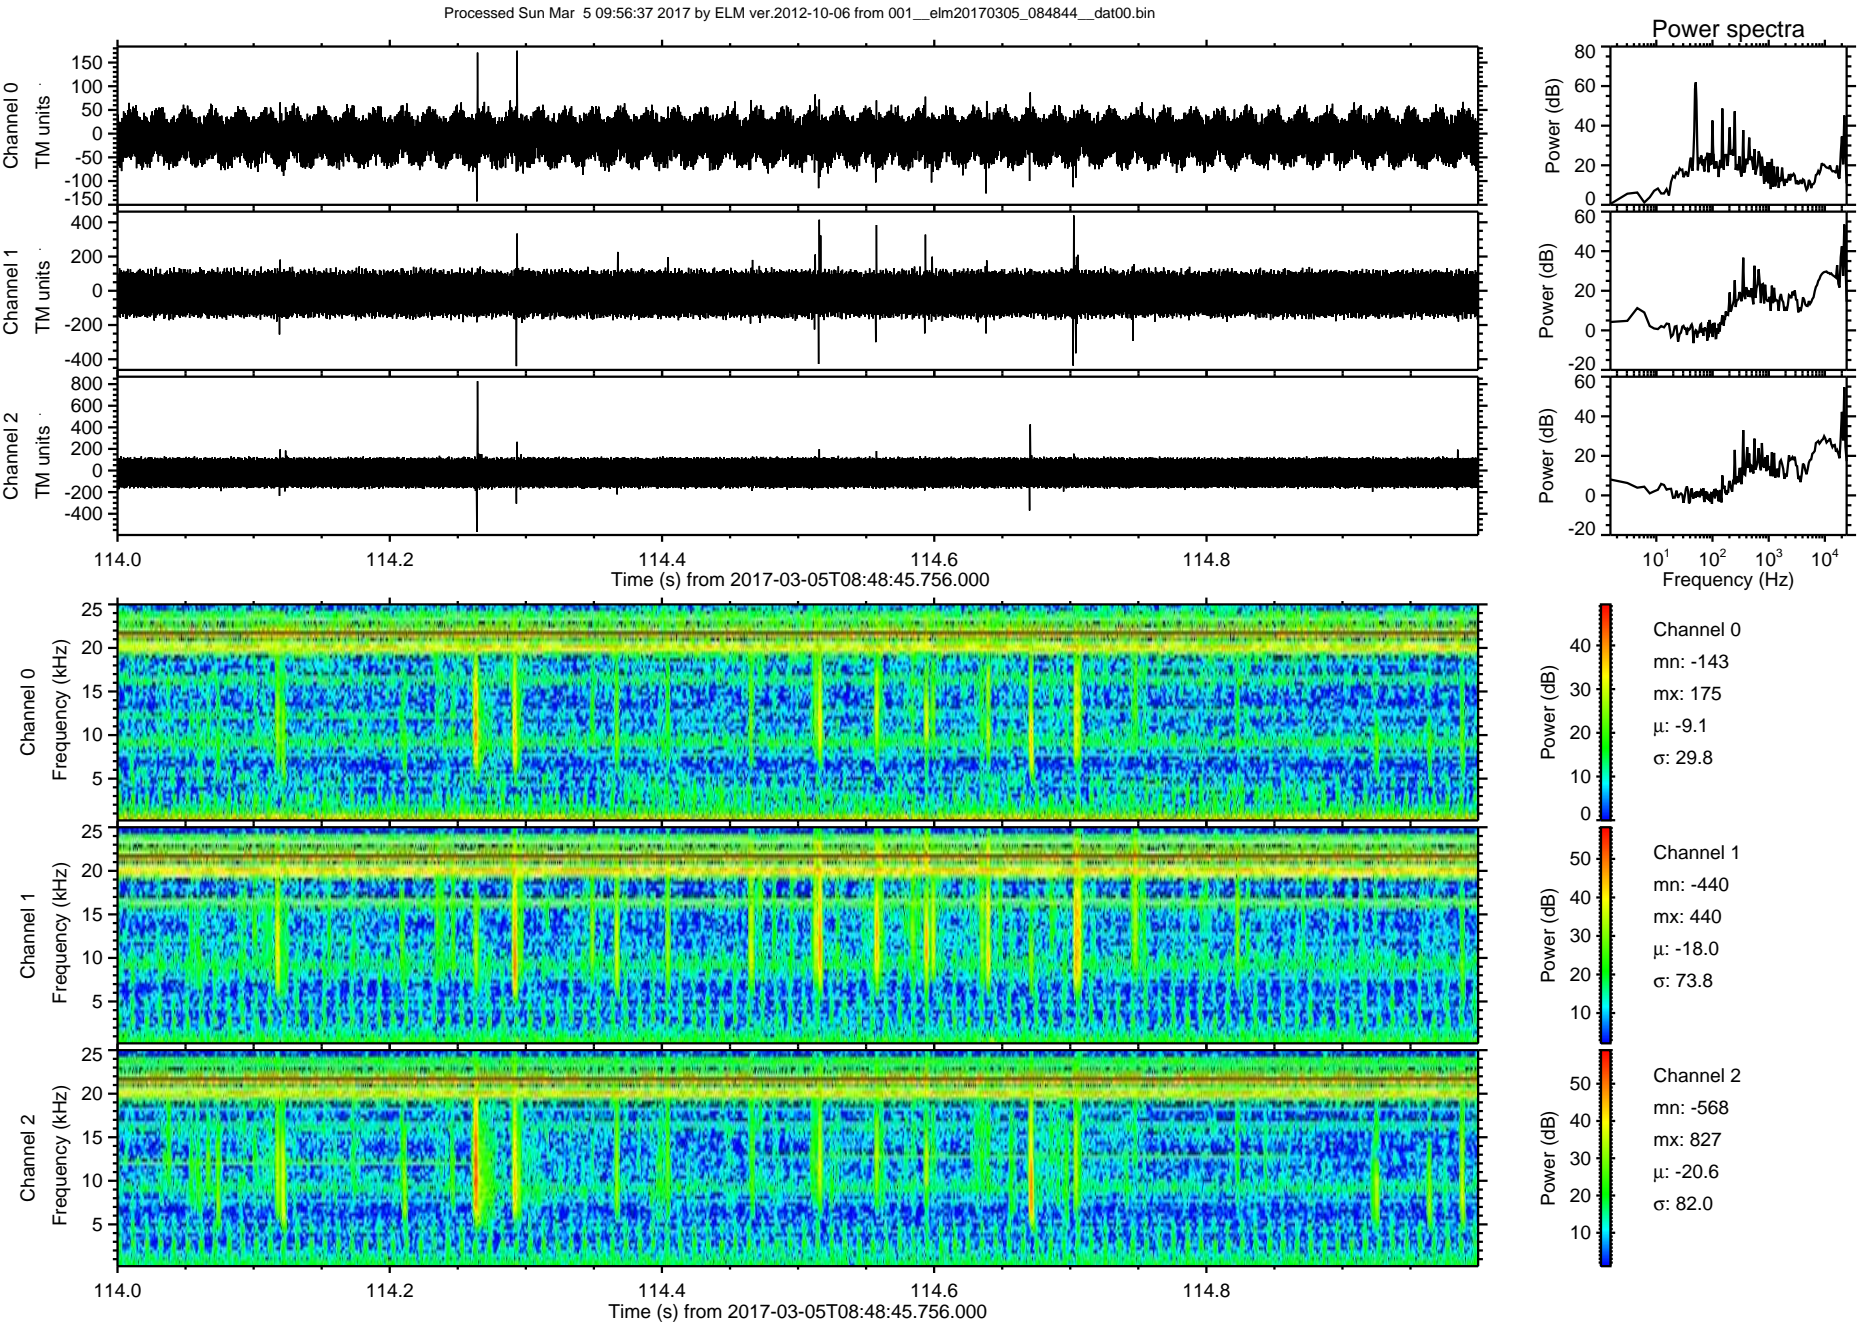 Processed Sun Mar  5 09:56:37 2017 by ELM ver.2012-10-06 from 001__elm20170305_084844__dat00.bin
Power spectra
Channel 0
TM units
150
100
50
0
-50
-100
-150
Power (dB)
80
60
40
20
0
Channel 1
TM units
400
200
0
-200
-400
Power (dB)
60
40
20
0
-20
Channel 2
TM units
800
600
400
200
0
-200
-400
Power (dB)
60
40
20
0
-20
114.0 114.2 114.4 114.6 114.8
Time (s) from 2017-03-05T08:48:45.756.000
10¹ 10² 10³ 10⁴
Frequency (Hz)
Channel 0
Frequency (kHz)
25
20
15
10
5
Power (dB)
40
30
20
10
0
Channel 0
mn: -143
mx: 175
μ: -9.1
σ: 29.8
Channel 1
Frequency (kHz)
25
20
15
10
5
Power (dB)
50
40
30
20
10
Channel 1
mn: -440
mx: 440
μ: -18.0
σ: 73.8
Channel 2
Frequency (kHz)
25
20
15
10
5
Power (dB)
50
40
30
20
10
Channel 2
mn: -568
mx: 827
μ: -20.6
σ: 82.0
114.0 114.2 114.4 114.6 114.8
Time (s) from 2017-03-05T08:48:45.756.000